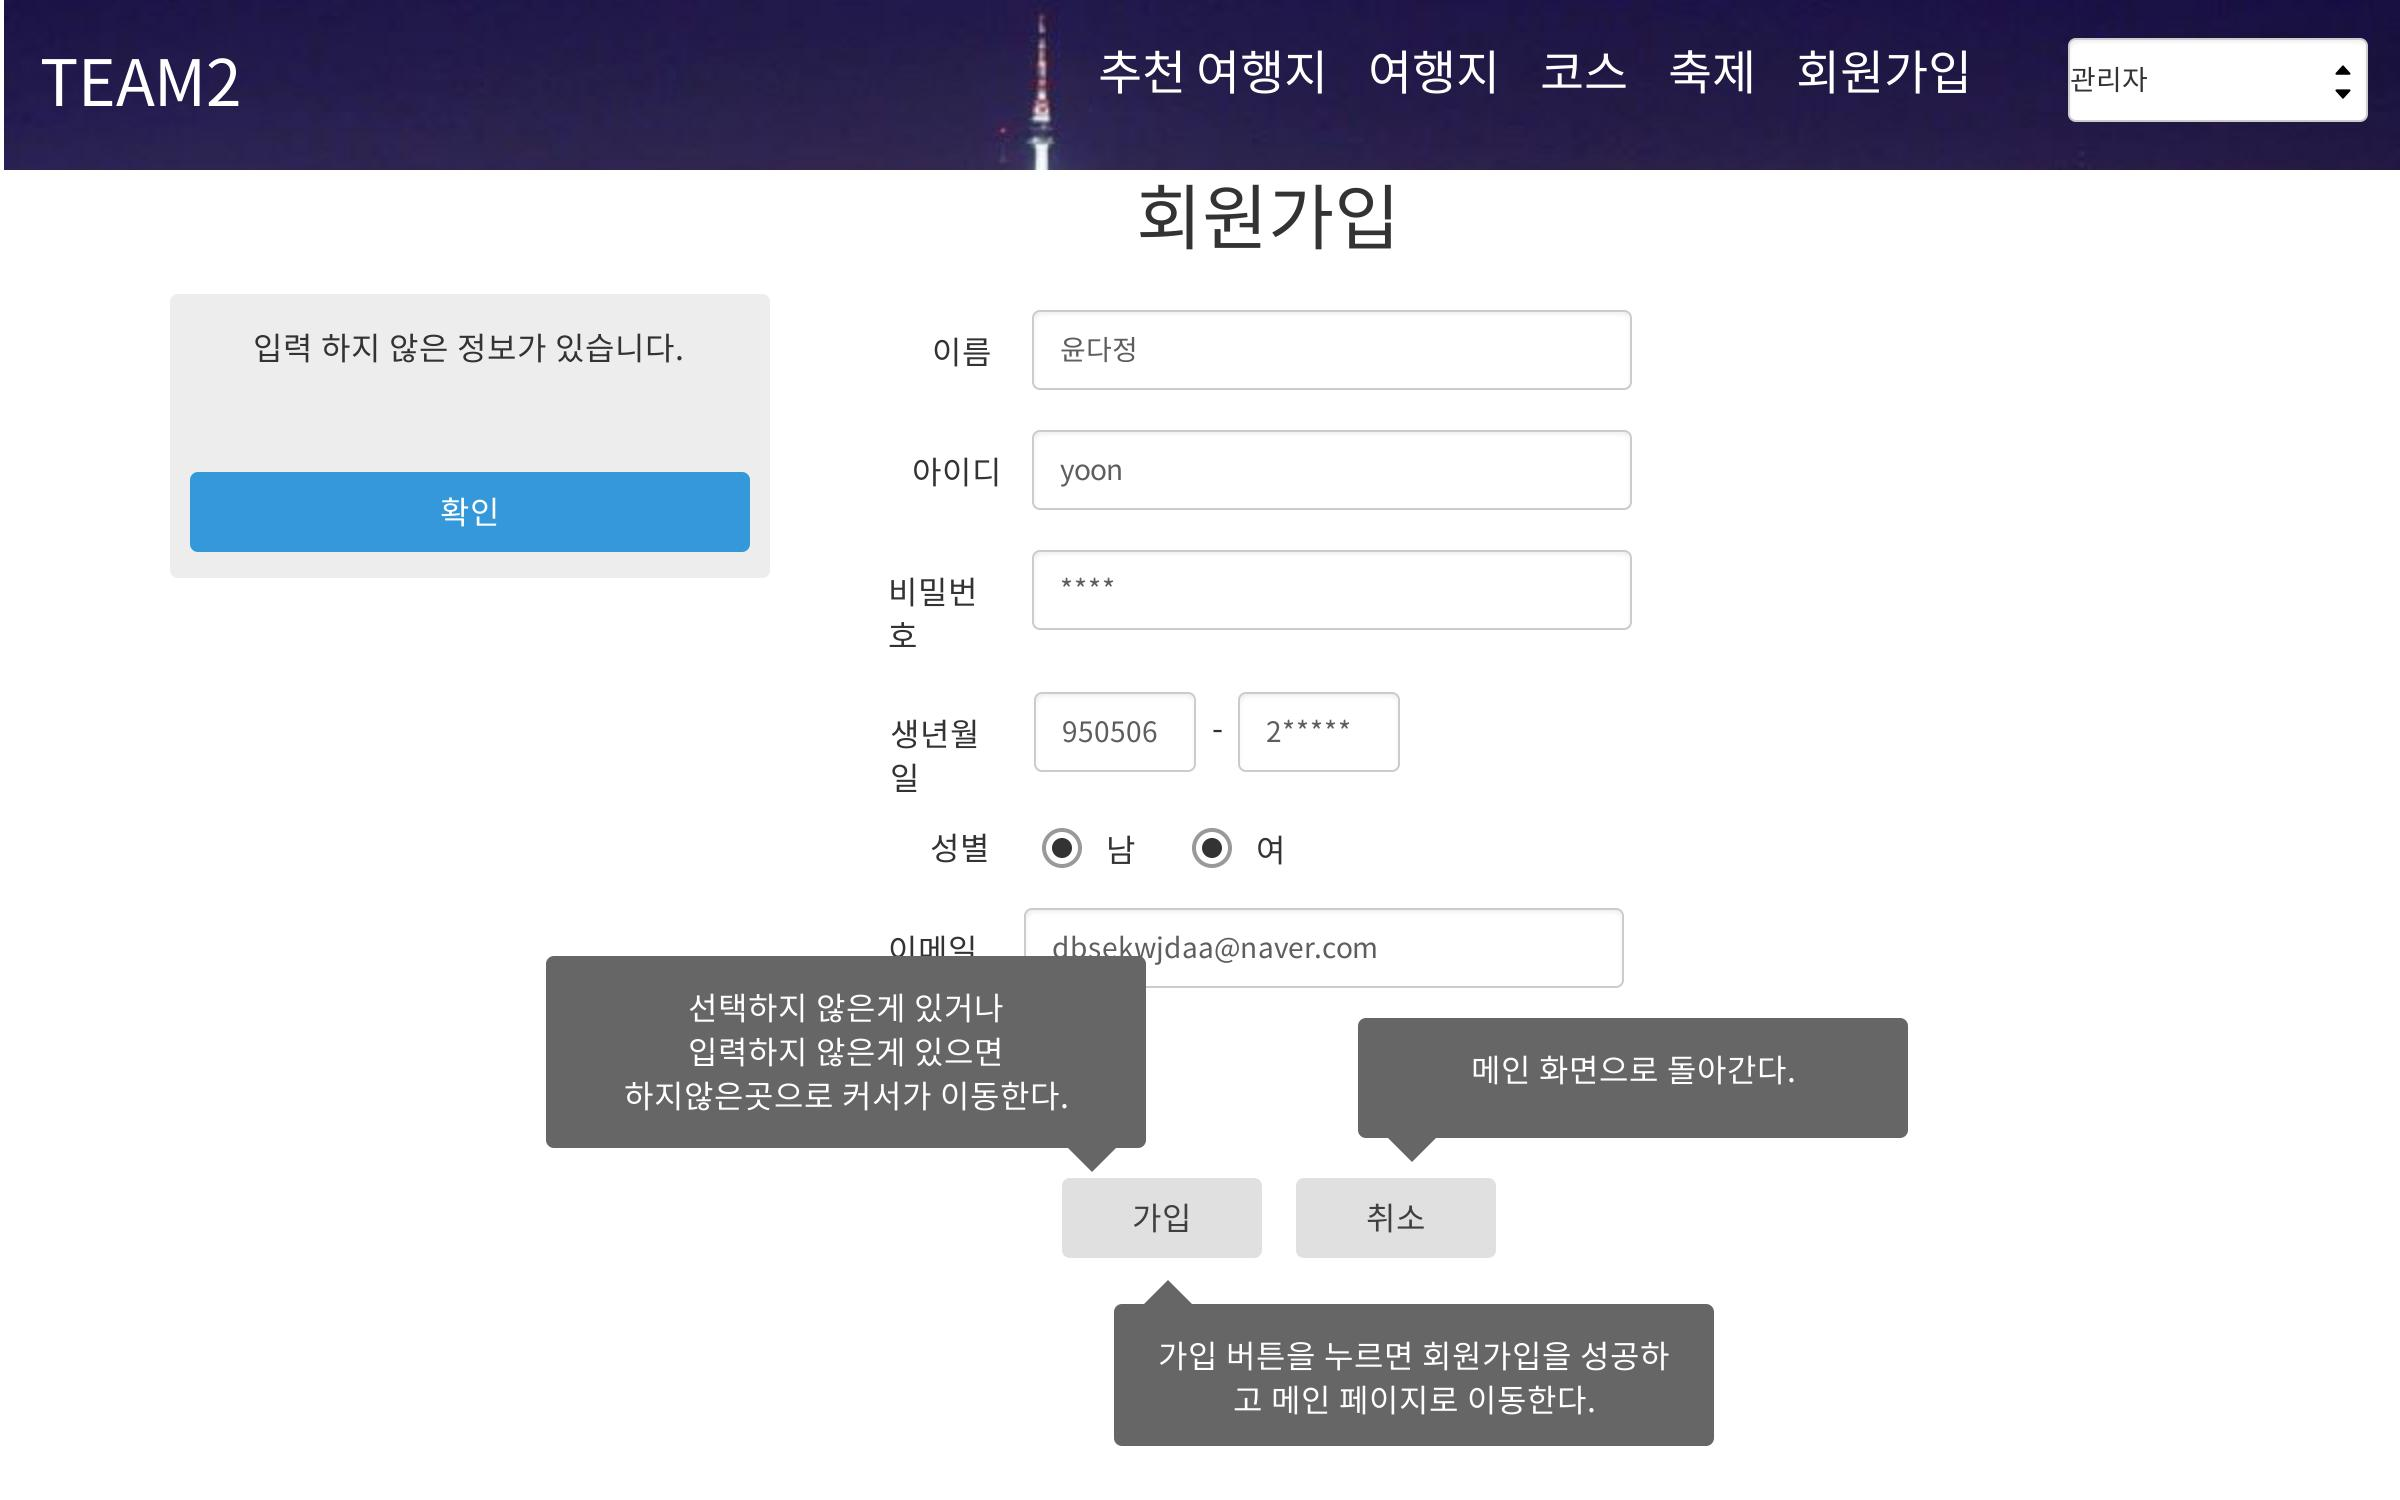 TEAM2
추천 여행지 여행지 코스 축제 회원가입
관리자
회원가입
입력 하지 않은 정보가 있습니다.
확인
이름
윤다정
아이디
yoon
비밀번
호
****
생년월
일
950506 - 2*****
성별
남 여
이메일
dbsekwjdaa@naver.com
선택하지 않은게 있거나
입력하지 않은게 있으면
하지않은곳으로 커서가 이동한다.
메인 화면으로 돌아간다.
가입
취소
가입 버튼을 누르면 회원가입을 성공하
고 메인 페이지로 이동한다.